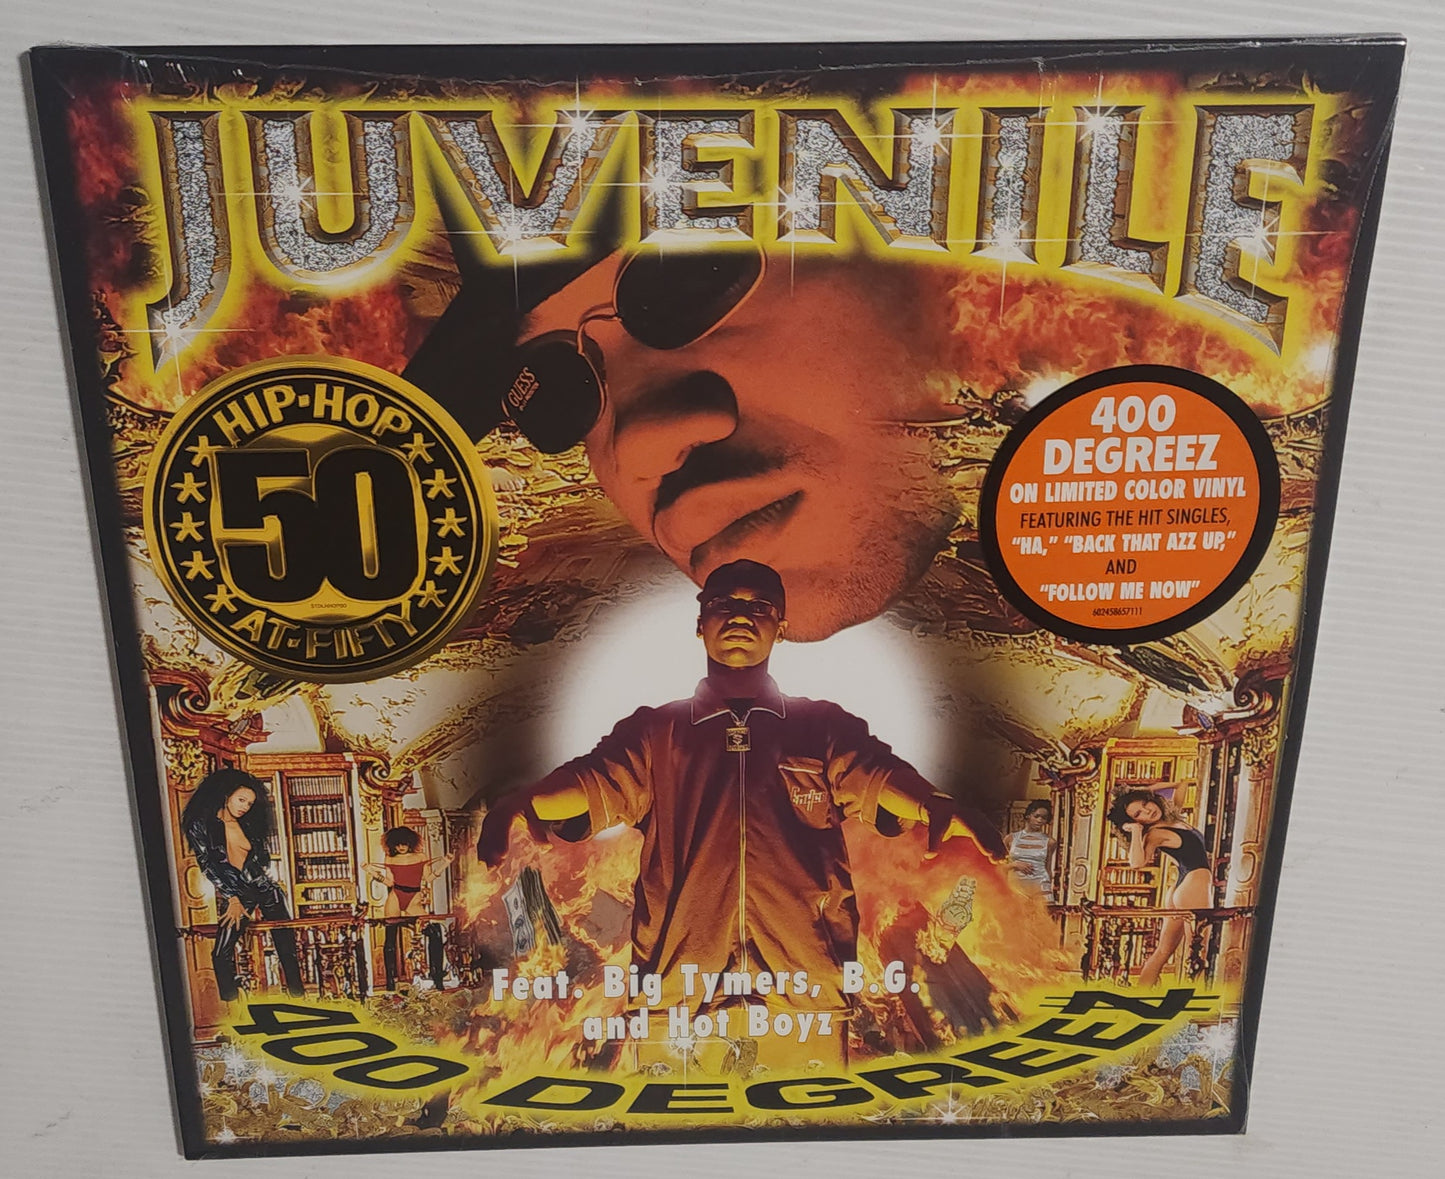 JUVENILE
GUESS
HIP-HOP
50
AT-FIFTY
400
DEGREEZ
ON LIMITED COLOR VINYL
FEATURING THE HIT SINGLES,
"HA," "BACK THAT AZZ UP,"
AND
"FOLLOW ME NOW"
602458657111
Feat. Big Tymers, B.G.
and Hot Boyz
400 DEGREEZ